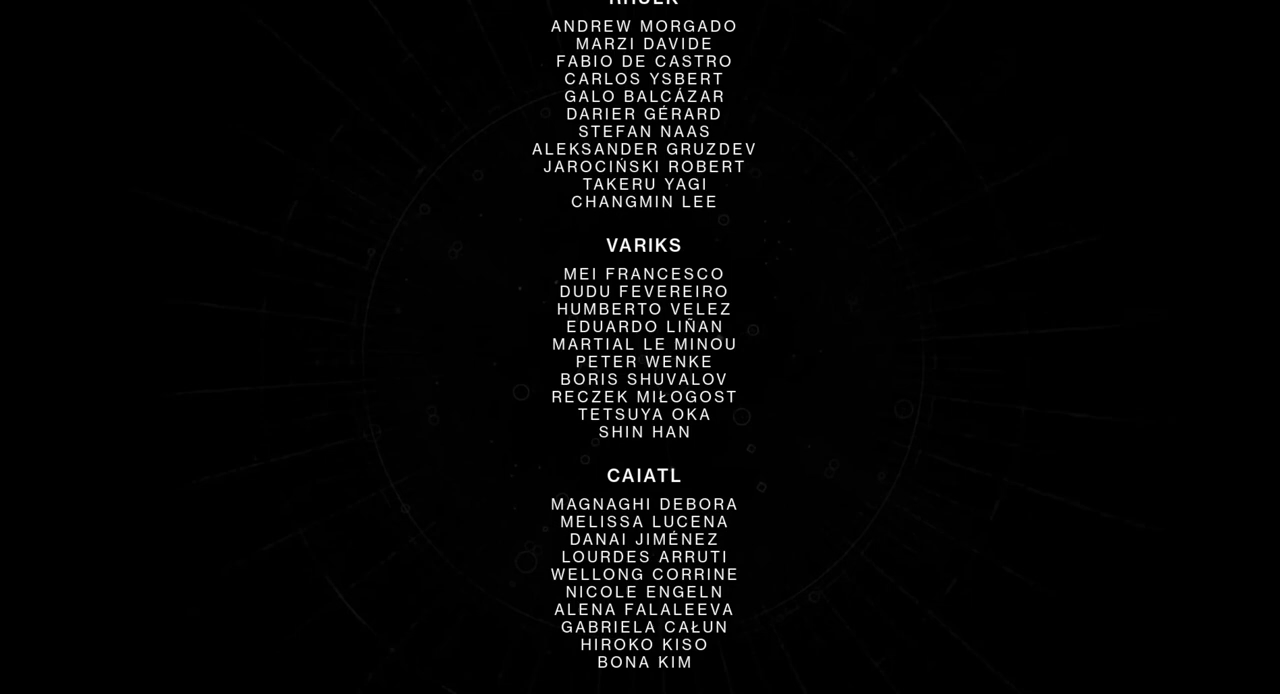 ANDREW MORGADO
MARZI DAVIDE
FABIO DE CASTRO
CARLOS YSBERT
GALO BALCÁZAR
DARIER GÉRARD
STEFAN NAAS
ALEKSANDER GRUZDEV
JAROCIŃSKI ROBERT
TAKERU YAGI
CHANGMIN LEE
VARIKS
MEI FRANCESCO
DUDU FEVEREIRO
HUMBERTO VELEZ
EDUARDO LIÑAN
MARTIAL LE MINOU
PETER WENKE
BORIS SHUVALOV
RECZEK MIŁOGOST
TETSUYA OKA
SHIN HAN
CAIATL
MAGNAGHI DEBORA
MELISSA LUCENA
DANAI JIMÉNEZ
LOURDES ARRUTI
WELLONG CORRINE
NICOLE ENGELN
ALENA FALALEEVA
GABRIELA CAŁUN
HIROKO KISO
BONA KIM